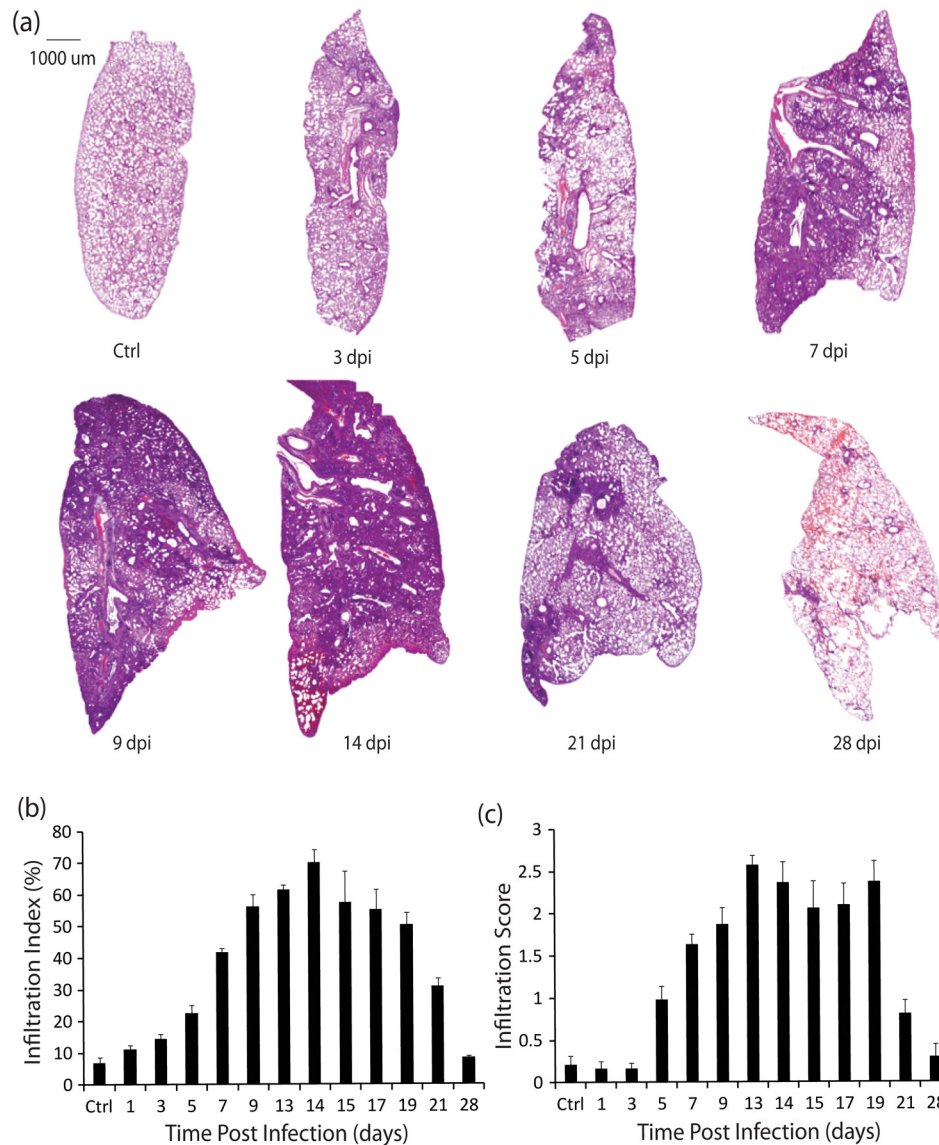 (a)
1000 um
Ctrl
3 dpi
5 dpi
7 dpi
9 dpi
14 dpi
21 dpi
28 dpi
(b)
80
70
60
50
40
30
20
10
0
Infiltration Index (%)
Ctrl 1 3 5 7 9 13 14 15 17 19 21 28
Time Post Infection (days)
(c)
3
2.5
2
1.5
1
0.5
0
Infiltration Score
Ctrl 1 3 5 7 9 13 14 15 17 19 21 28
Time Post Infection (days)